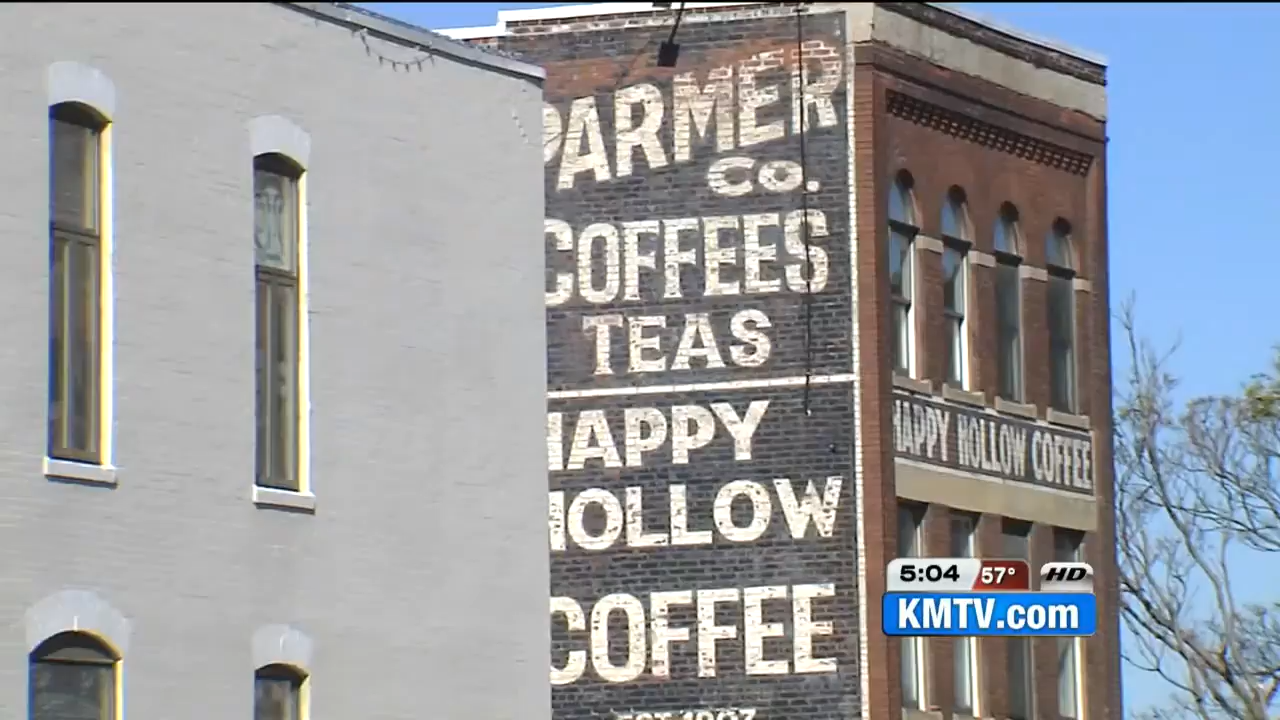 PARMER
Co.
COFFEES
TEAS
HAPPY
HOLLOW
COFFEE
HAPPY HOLLOW COFFEE
5:04 57° HD
KMTV.com